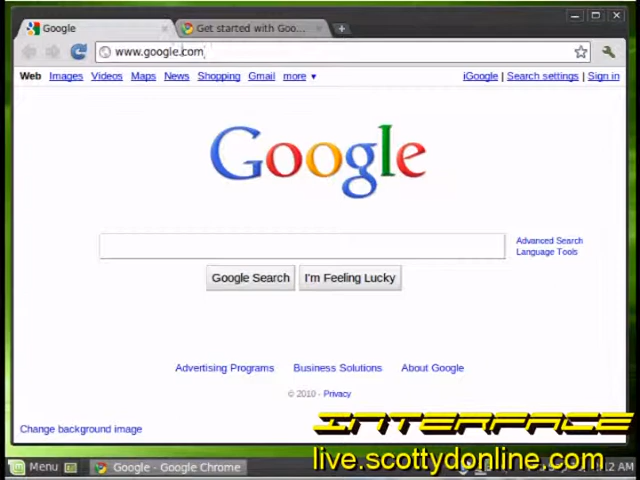 Google
Get started with Goo...
www.google.com
Web Images Videos Maps News Shopping Gmail more ▼
iGoogle | Search settings | Sign in
Google
Advanced Search
Language Tools
Google Search
I'm Feeling Lucky
Advertising Programs
Business Solutions
About Google
© 2010 - Privacy
Change background image
INTERFACE
live.scottydonline.com
Menu
Google - Google Chrome